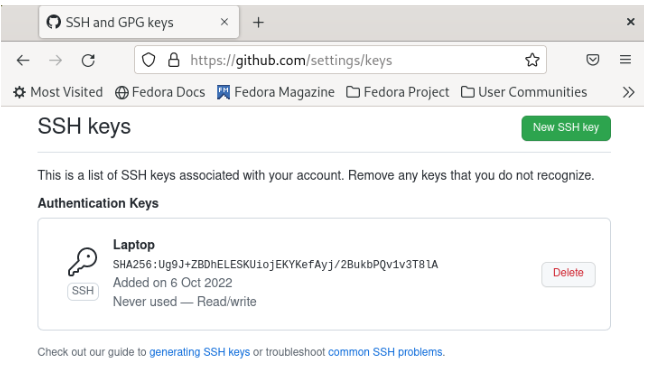 SSH and GPG keys
https://github.com/settings/keys
Most Visited Fedora Docs Fedora Magazine Fedora Project User Communities
SSH keys
New SSH key
This is a list of SSH keys associated with your account. Remove any keys that you do not recognize.
Authentication Keys
Laptop
SHA256:Ug9J+ZBDhELESKUiojEKYKefAyj/2BukbPQv1v3T8lA
SSH
Added on 6 Oct 2022
Never used — Read/write
Delete
Check out our guide to generating SSH keys or troubleshoot common SSH problems.